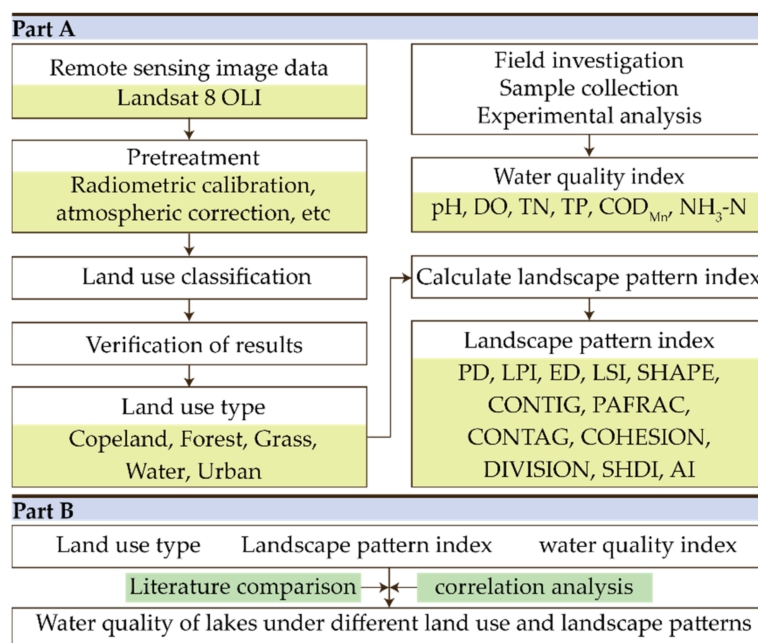 Part A
Remote sensing image data
Landsat 8 OLI
Pretreatment
Radiometric calibration,
atmospheric correction, etc
Land use classification
Verification of results
Land use type
Copeland, Forest, Grass,
Water, Urban
Field investigation
Sample collection
Experimental analysis
Water quality index
pH, DO, TN, TP, COD_Mn, NH₃-N
Calculate landscape pattern index
Landscape pattern index
PD, LPI, ED, LSI, SHAPE,
CONTIG, PAFRAC,
CONTAG, COHESION,
DIVISION, SHDI, AI
Part B
Land use type Landscape pattern index water quality index
Literature comparison correlation analysis
Water quality of lakes under different land use and landscape patterns